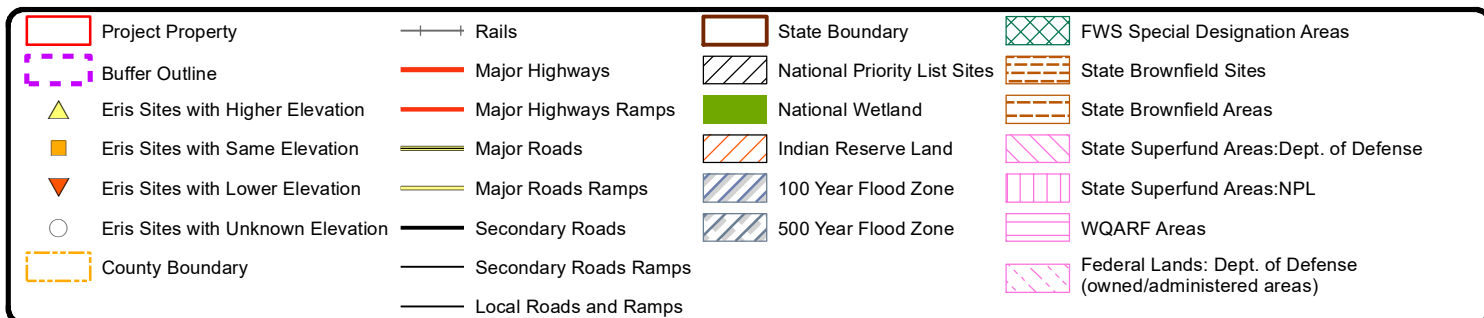 Project Property
Buffer Outline
Eris Sites with Higher Elevation
Eris Sites with Same Elevation
Eris Sites with Lower Elevation
Eris Sites with Unknown Elevation
County Boundary
Rails
Major Highways
Major Highways Ramps
Major Roads
Major Roads Ramps
Secondary Roads
Secondary Roads Ramps
Local Roads and Ramps
State Boundary
National Priority List Sites
National Wetland
Indian Reserve Land
100 Year Flood Zone
500 Year Flood Zone
FWS Special Designation Areas
State Brownfield Sites
State Brownfield Areas
State Superfund Areas:Dept. of Defense
State Superfund Areas:NPL
WQARF Areas
Federal Lands: Dept. of Defense
(owned/administered areas)